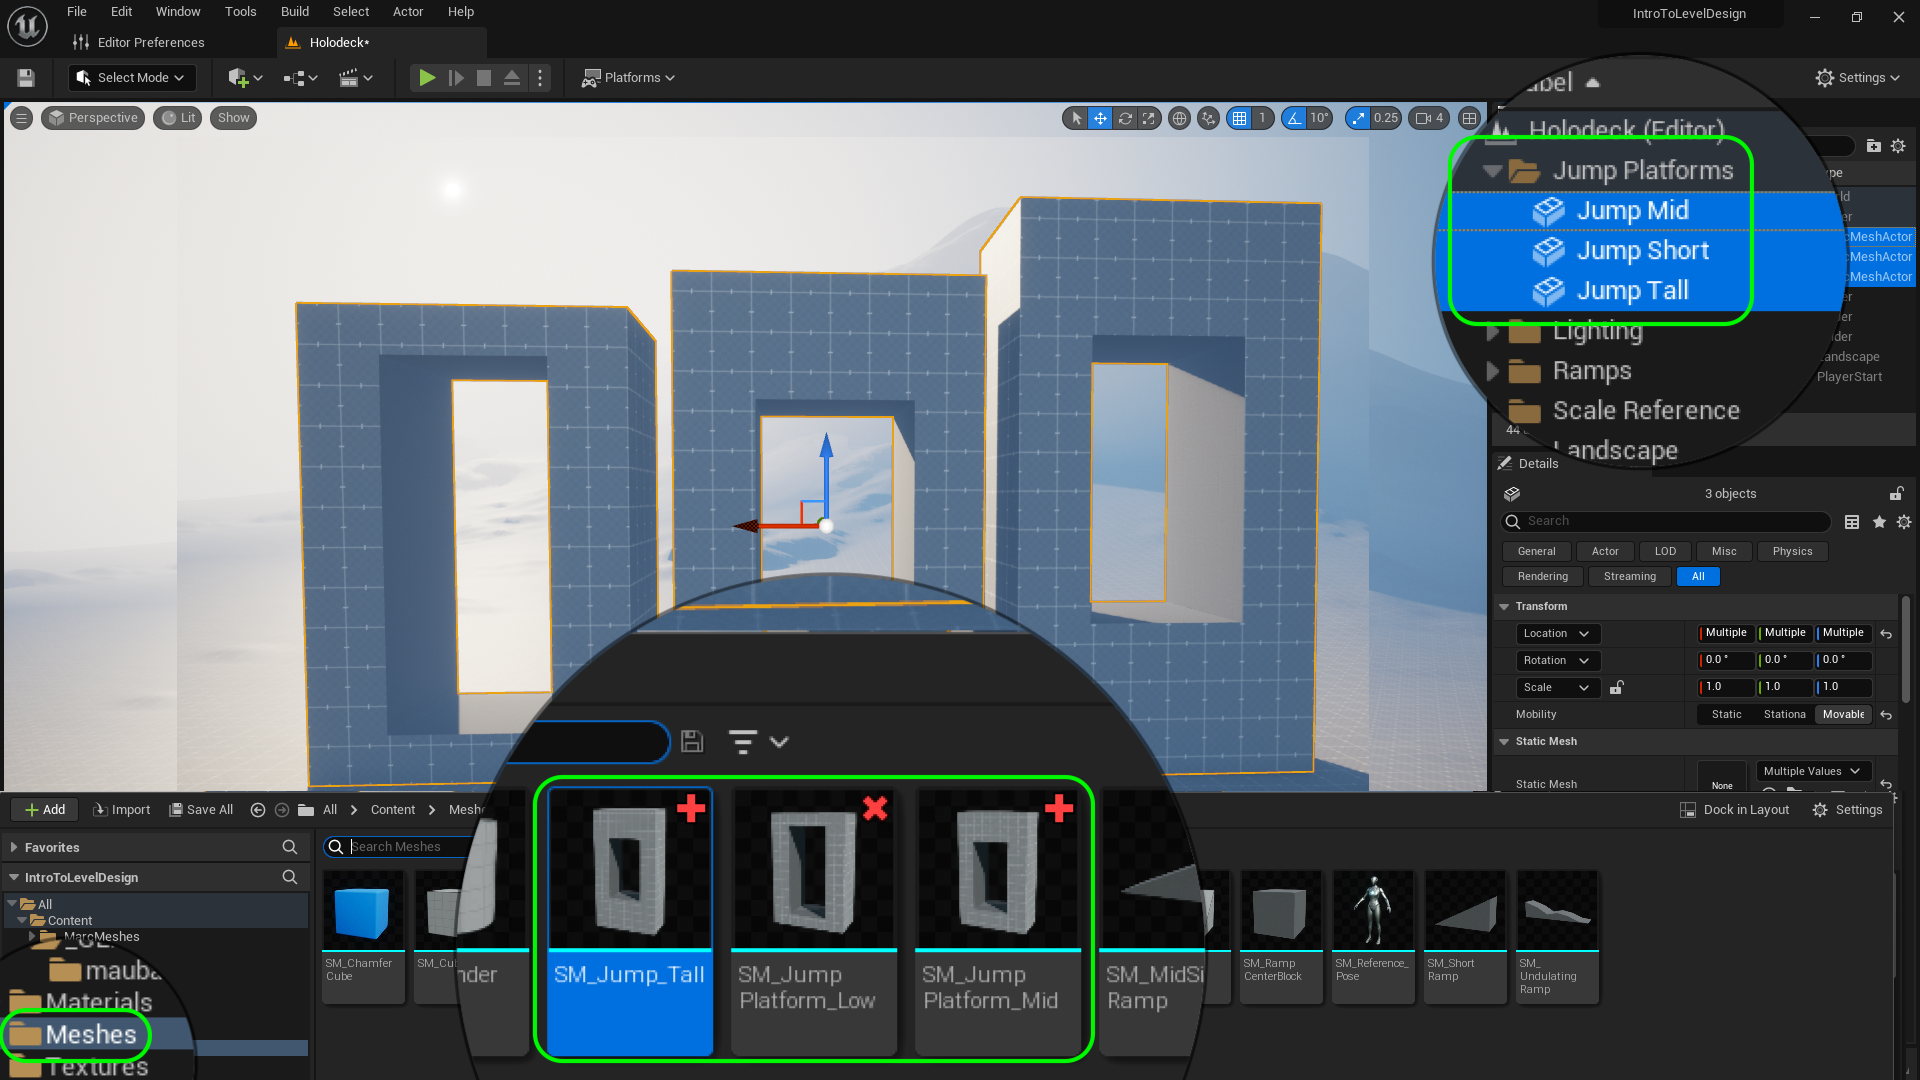 File Edit Window Tools Build Select Actor Help
IntroToLevelDesign
Editor Preferences
Holodeck*
Select Mode
Platforms
Settings
Perspective
Lit
Show
1
10°
0.25
4
Holodeck (Editor)
Jump Platforms
Jump Mid
Jump Short
Jump Tall
Lighting
Ramps
Scale Reference
Landscape
MeshActor
MeshActor
MeshActor
PlayerStart
Details
3 objects
Search
General Actor LOD Misc Physics
Rendering Streaming All
Transform
Location Multiple Multiple Multiple
Rotation 0.0° 0.0° 0.0°
Scale 1.0 1.0 1.0
Mobility Static Stationa Movable
Static Mesh
Static Mesh None Multiple Values
Add Import Save All All Content Meshe
Dock in Layout Settings
Favorites
IntroToLevelDesign
All
Content
MarcMeshes
mauba
Materials
Meshes
Textures
Search Meshes
SM_Chamfer
Cube
SM_Cu
nder
SM_Jump_Tall
SM_Jump
Platform_Low
SM_Jump
Platform_Mid
SM_MidSi
Ramp
SM_Ramp
CenterBlock
SM_Reference_
Pose
SM_Short
Ramp
SM_
Undulating
Ramp